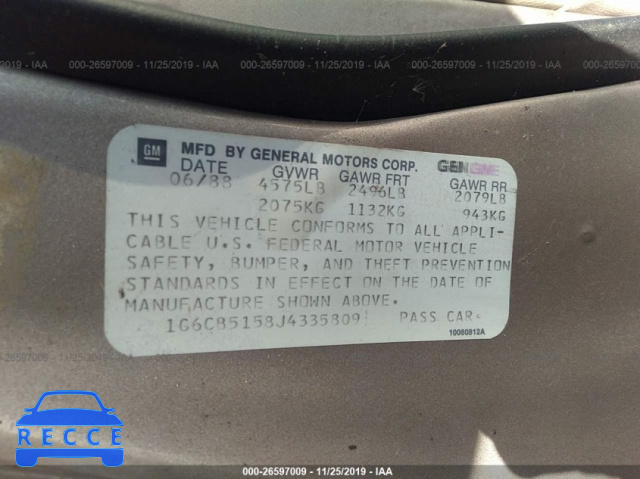 000-26597009 - 11/25/2019 - IAA
GM MFD BY GENERAL MOTORS CORP. GENGME
DATE GVWR GAWR FRT GAWR RR
06/88 4575LB 2496LB 2079LB
2075KG 1132KG 943KG
THIS VEHICLE CONFORMS TO ALL APPLI-
CABLE U.S. FEDERAL MOTOR VEHICLE
SAFETY, BUMPER, AND THEFT PREVENTION
STANDARDS IN EFFECT ON THE DATE OF
MANUFACTURE SHOWN ABOVE.
1G6CB5158J4335809 PASS CAR
10080812A
RECCE
000-26597009 - 11/25/2019 - IAA